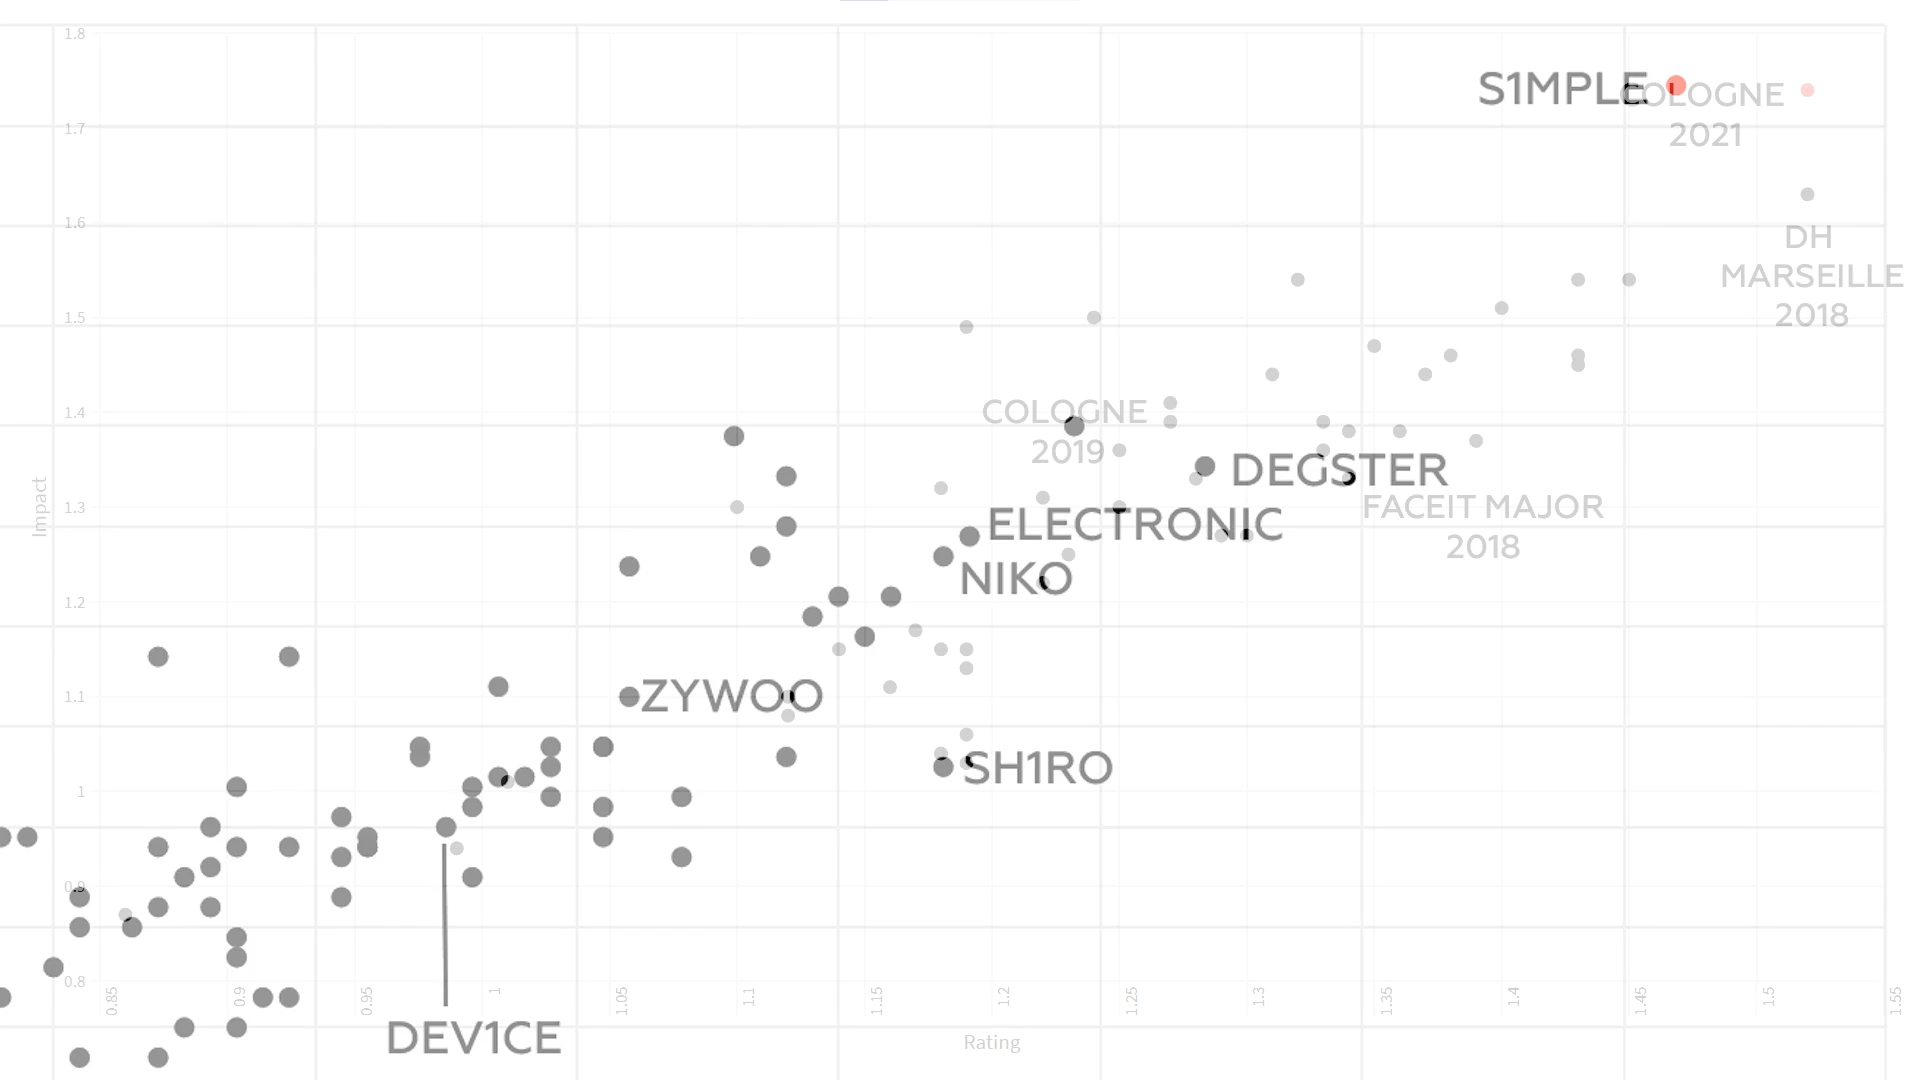 1.8
S1MPLE
COLOGNE
2021
1.7
1.6
DH
MARSEILLE
2018
1.5
COLOGNE
2019
1.4
DEGSTER
FACEIT MAJOR
2018
1.3
Impact
ELECTRONIC
NIKO
1.2
ZYWOO
1.1
SH1RO
1
0.9
0.8
0.85
0.9
0.95
1
1.05
1.1
1.15
1.2
1.25
1.3
1.35
1.4
1.45
1.5
1.55
Rating
DEV1CE